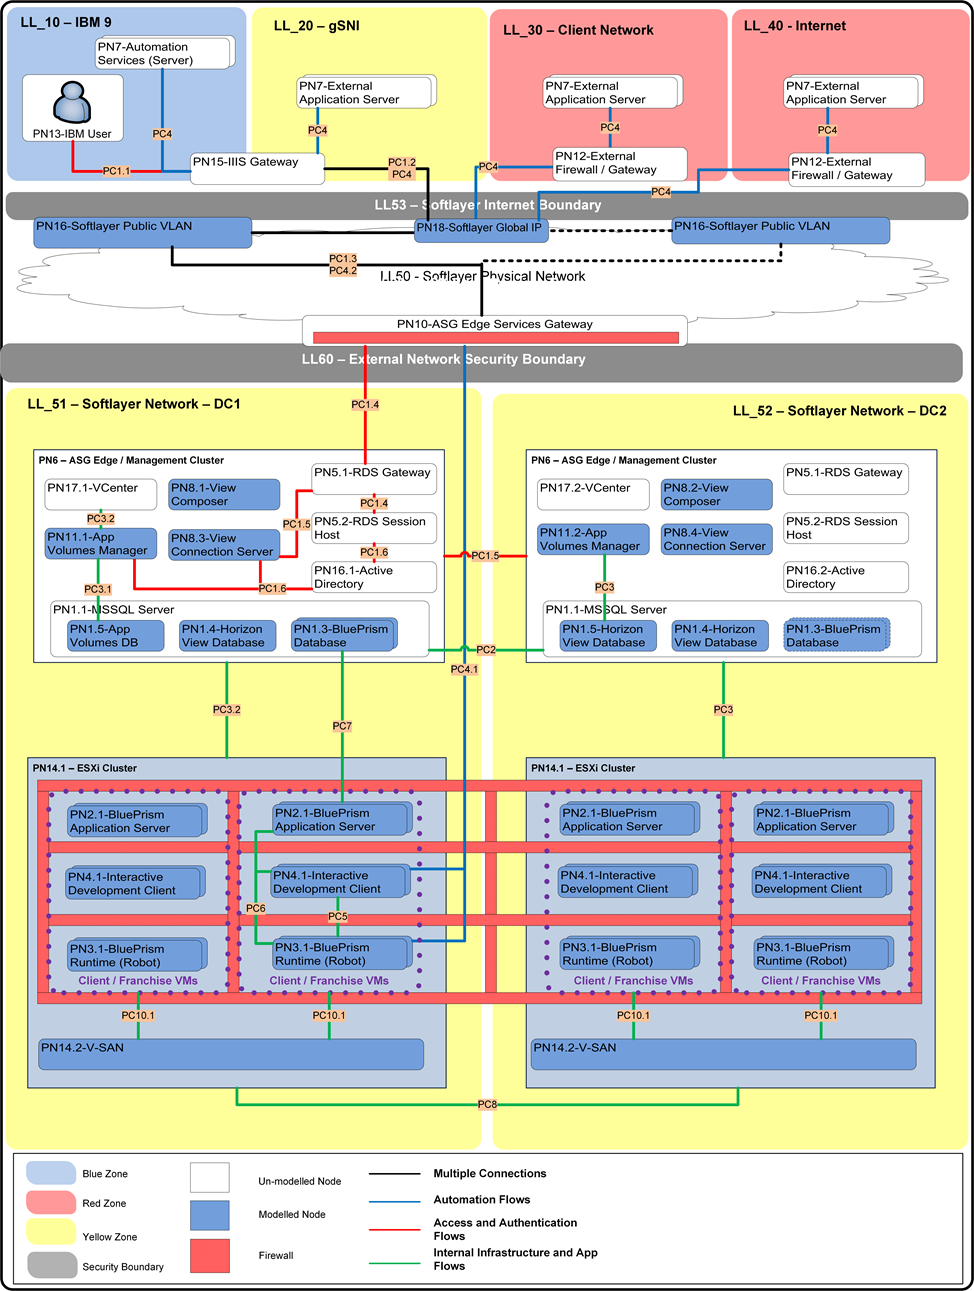 LL_10 – IBM 9
LL_20 – gSNI
LL_30 – Client Network
LL_40 - Internet
PN7-Automation
Services (Server)
PN13-IBM User
PC4
PC1.1
PN15-IIIS Gateway
PN7-External
Application Server
PC4
PC1.2
PC4
PN7-External
Application Server
PC4
PN12-External
Firewall / Gateway
PC4
PN7-External
Application Server
PC4
PN12-External
Firewall / Gateway
PC4
LL53 – Softlayer Internet Boundary
PN16-Softlayer Public VLAN
PN18-Softlayer Global IP
PN16-Softlayer Public VLAN
PC1.3
PC4.2
LL50 - Softlayer Physical Network
PN10-ASG Edge Services Gateway
LL60 – External Network Security Boundary
LL_51 – Softlayer Network – DC1
PC1.4
LL_52 – Softlayer Network – DC2
PN6 – ASG Edge / Management Cluster
PN17.1-VCenter
PN8.1-View
Composer
PN5.1-RDS Gateway
PC3.2
PC1.4
PC1.5
PN11.1-App
Volumes Manager
PN8.3-View
Connection Server
PN5.2-RDS Session
Host
PC1.6
PC3.1
PC1.6
PN16.1-Active
Directory
PN1.1-MSSQL Server
PN1.5-App
Volumes DB
PN1.4-Horizon
View Database
PN1.3-BluePrism
Database
PC1.5
PC2
PC4.1
PN6 – ASG Edge / Management Cluster
PN17.2-VCenter
PN8.2-View
Composer
PN5.1-RDS Gateway
PN11.2-App
Volumes Manager
PN8.4-View
Connection Server
PN5.2-RDS Session
Host
PC3
PN16.2-Active
Directory
PN1.1-MSSQL Server
PN1.5-Horizon
View Database
PN1.4-Horizon
View Database
PN1.3-BluePrism
Database
PC3.2
PC7
PC3
PN14.1 – ESXi Cluster
PN2.1-BluePrism
Application Server
PN2.1-BluePrism
Application Server
PN4.1-Interactive
Development Client
PN4.1-Interactive
Development Client
PC6
PC5
PN3.1-BluePrism
Runtime (Robot)
PN3.1-BluePrism
Runtime (Robot)
Client / Franchise VMs
Client / Franchise VMs
PC10.1
PC10.1
PN14.2-V-SAN
PN14.1 – ESXi Cluster
PN2.1-BluePrism
Application Server
PN2.1-BluePrism
Application Server
PN4.1-Interactive
Development Client
PN4.1-Interactive
Development Client
PN3.1-BluePrism
Runtime (Robot)
PN3.1-BluePrism
Runtime (Robot)
Client / Franchise VMs
Client / Franchise VMs
PC10.1
PC10.1
PN14.2-V-SAN
PC8
Blue Zone
Red Zone
Yellow Zone
Security Boundary
Un-modelled Node
Modelled Node
Firewall
Multiple Connections
Automation Flows
Access and Authentication
Flows
Internal Infrastructure and App
Flows